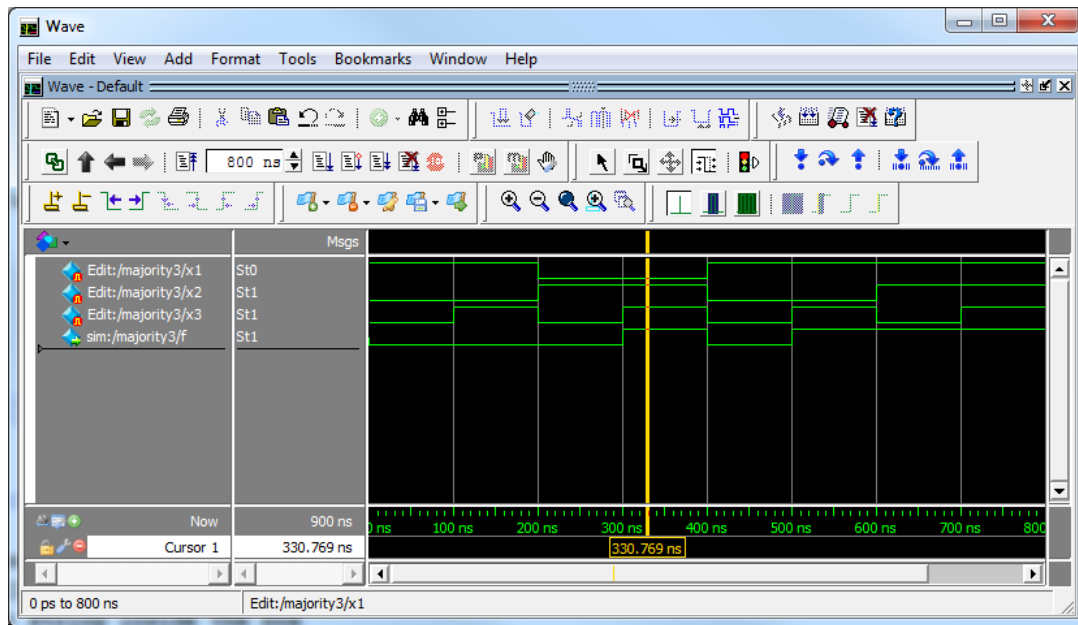 Wave
File Edit View Add Format Tools Bookmarks Window Help
Wave - Default
800 ns
Msgs
Edit:/majority3/x1 St0
Edit:/majority3/x2 St1
Edit:/majority3/x3 St1
sim:/majority3/f St1
Now 900 ns
ns 100 ns 200 ns 300 ns 400 ns 500 ns 600 ns 700 ns 800
Cursor 1 330.769 ns 330.769 ns
0 ps to 800 ns Edit:/majority3/x1